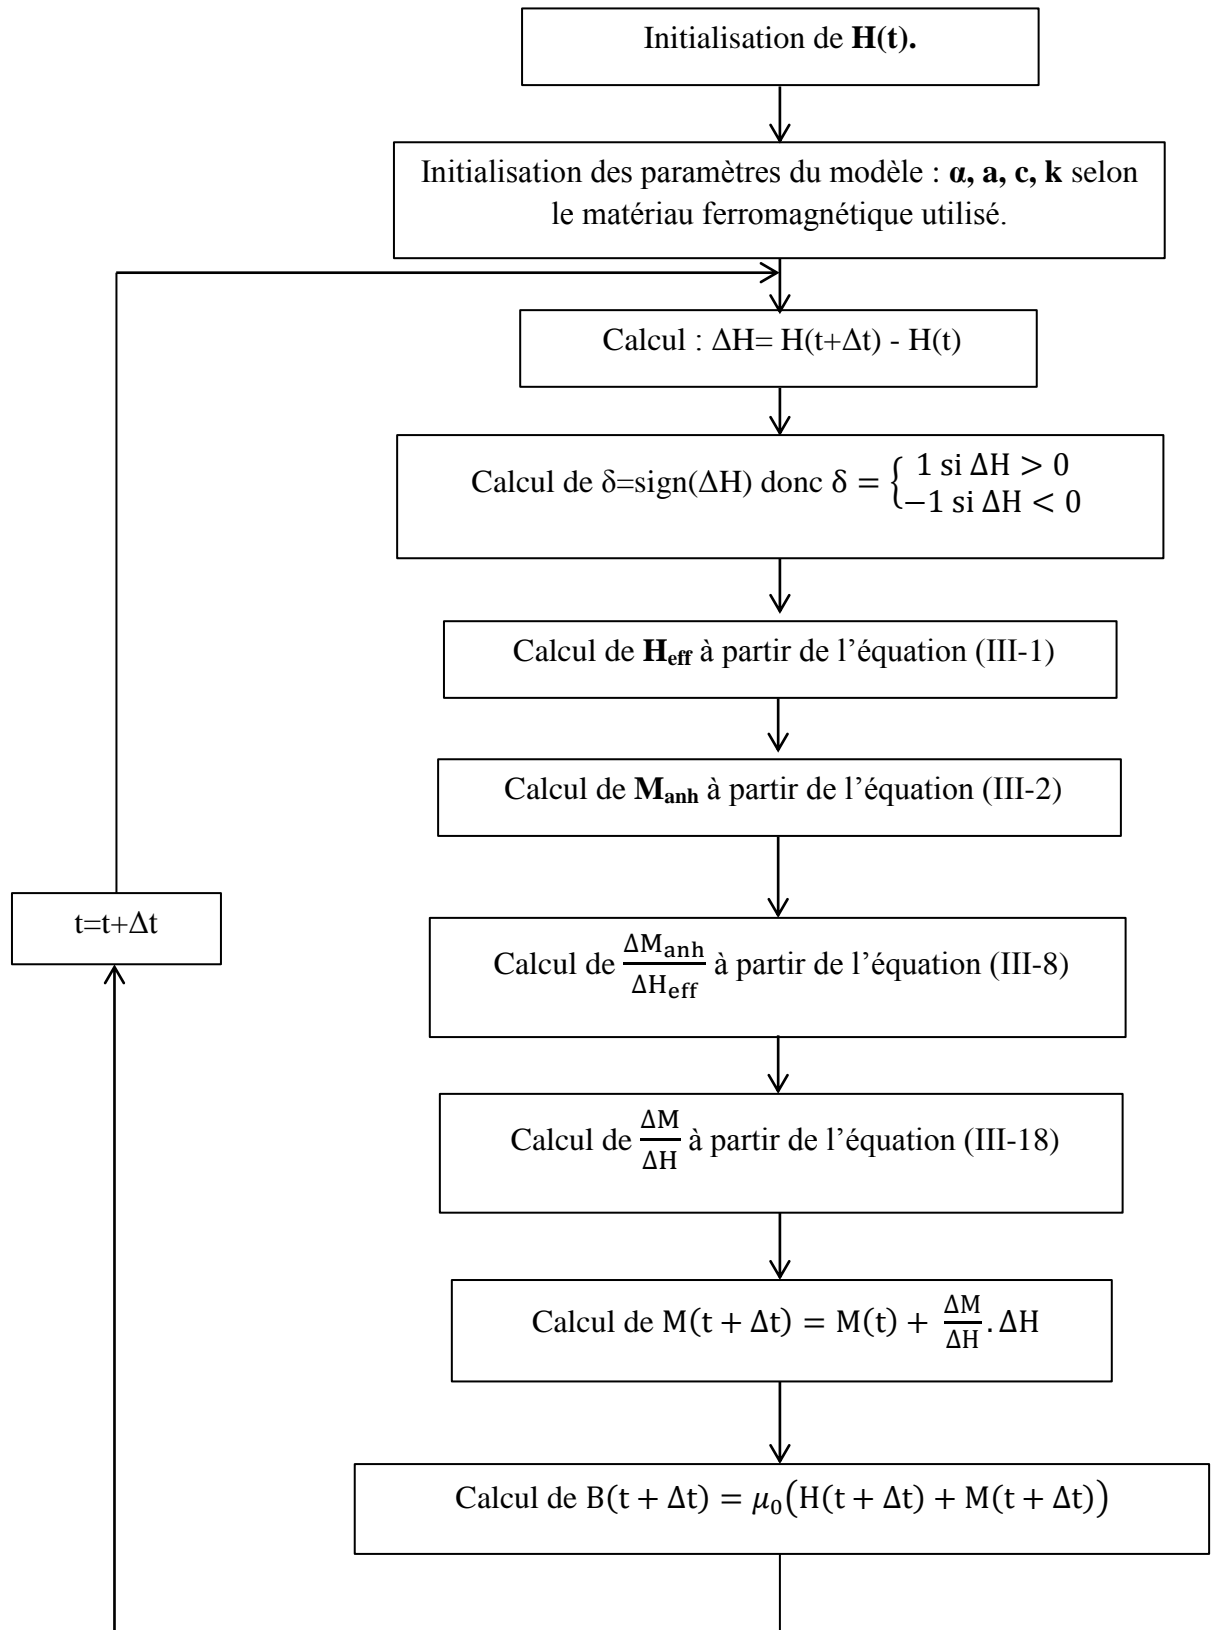 Initialisation de H(t).
Initialisation des paramètres du modèle : α, a, c, k selon
le matériau ferromagnétique utilisé.
Calcul : ΔH= H(t+Δt) - H(t)
Calcul de δ=sign(ΔH) donc δ = { 1 si ΔH > 0
−1 si ΔH < 0
Calcul de Heff à partir de l’équation (III-1)
Calcul de Manh à partir de l’équation (III-2)
t=t+Δt
Calcul de ΔManh/ΔHeff à partir de l’équation (III-8)
Calcul de ΔM/ΔH à partir de l’équation (III-18)
Calcul de M(t + Δt) = M(t) + ΔM/ΔH . ΔH
Calcul de B(t + Δt) = μ₀(H(t + Δt) + M(t + Δt))